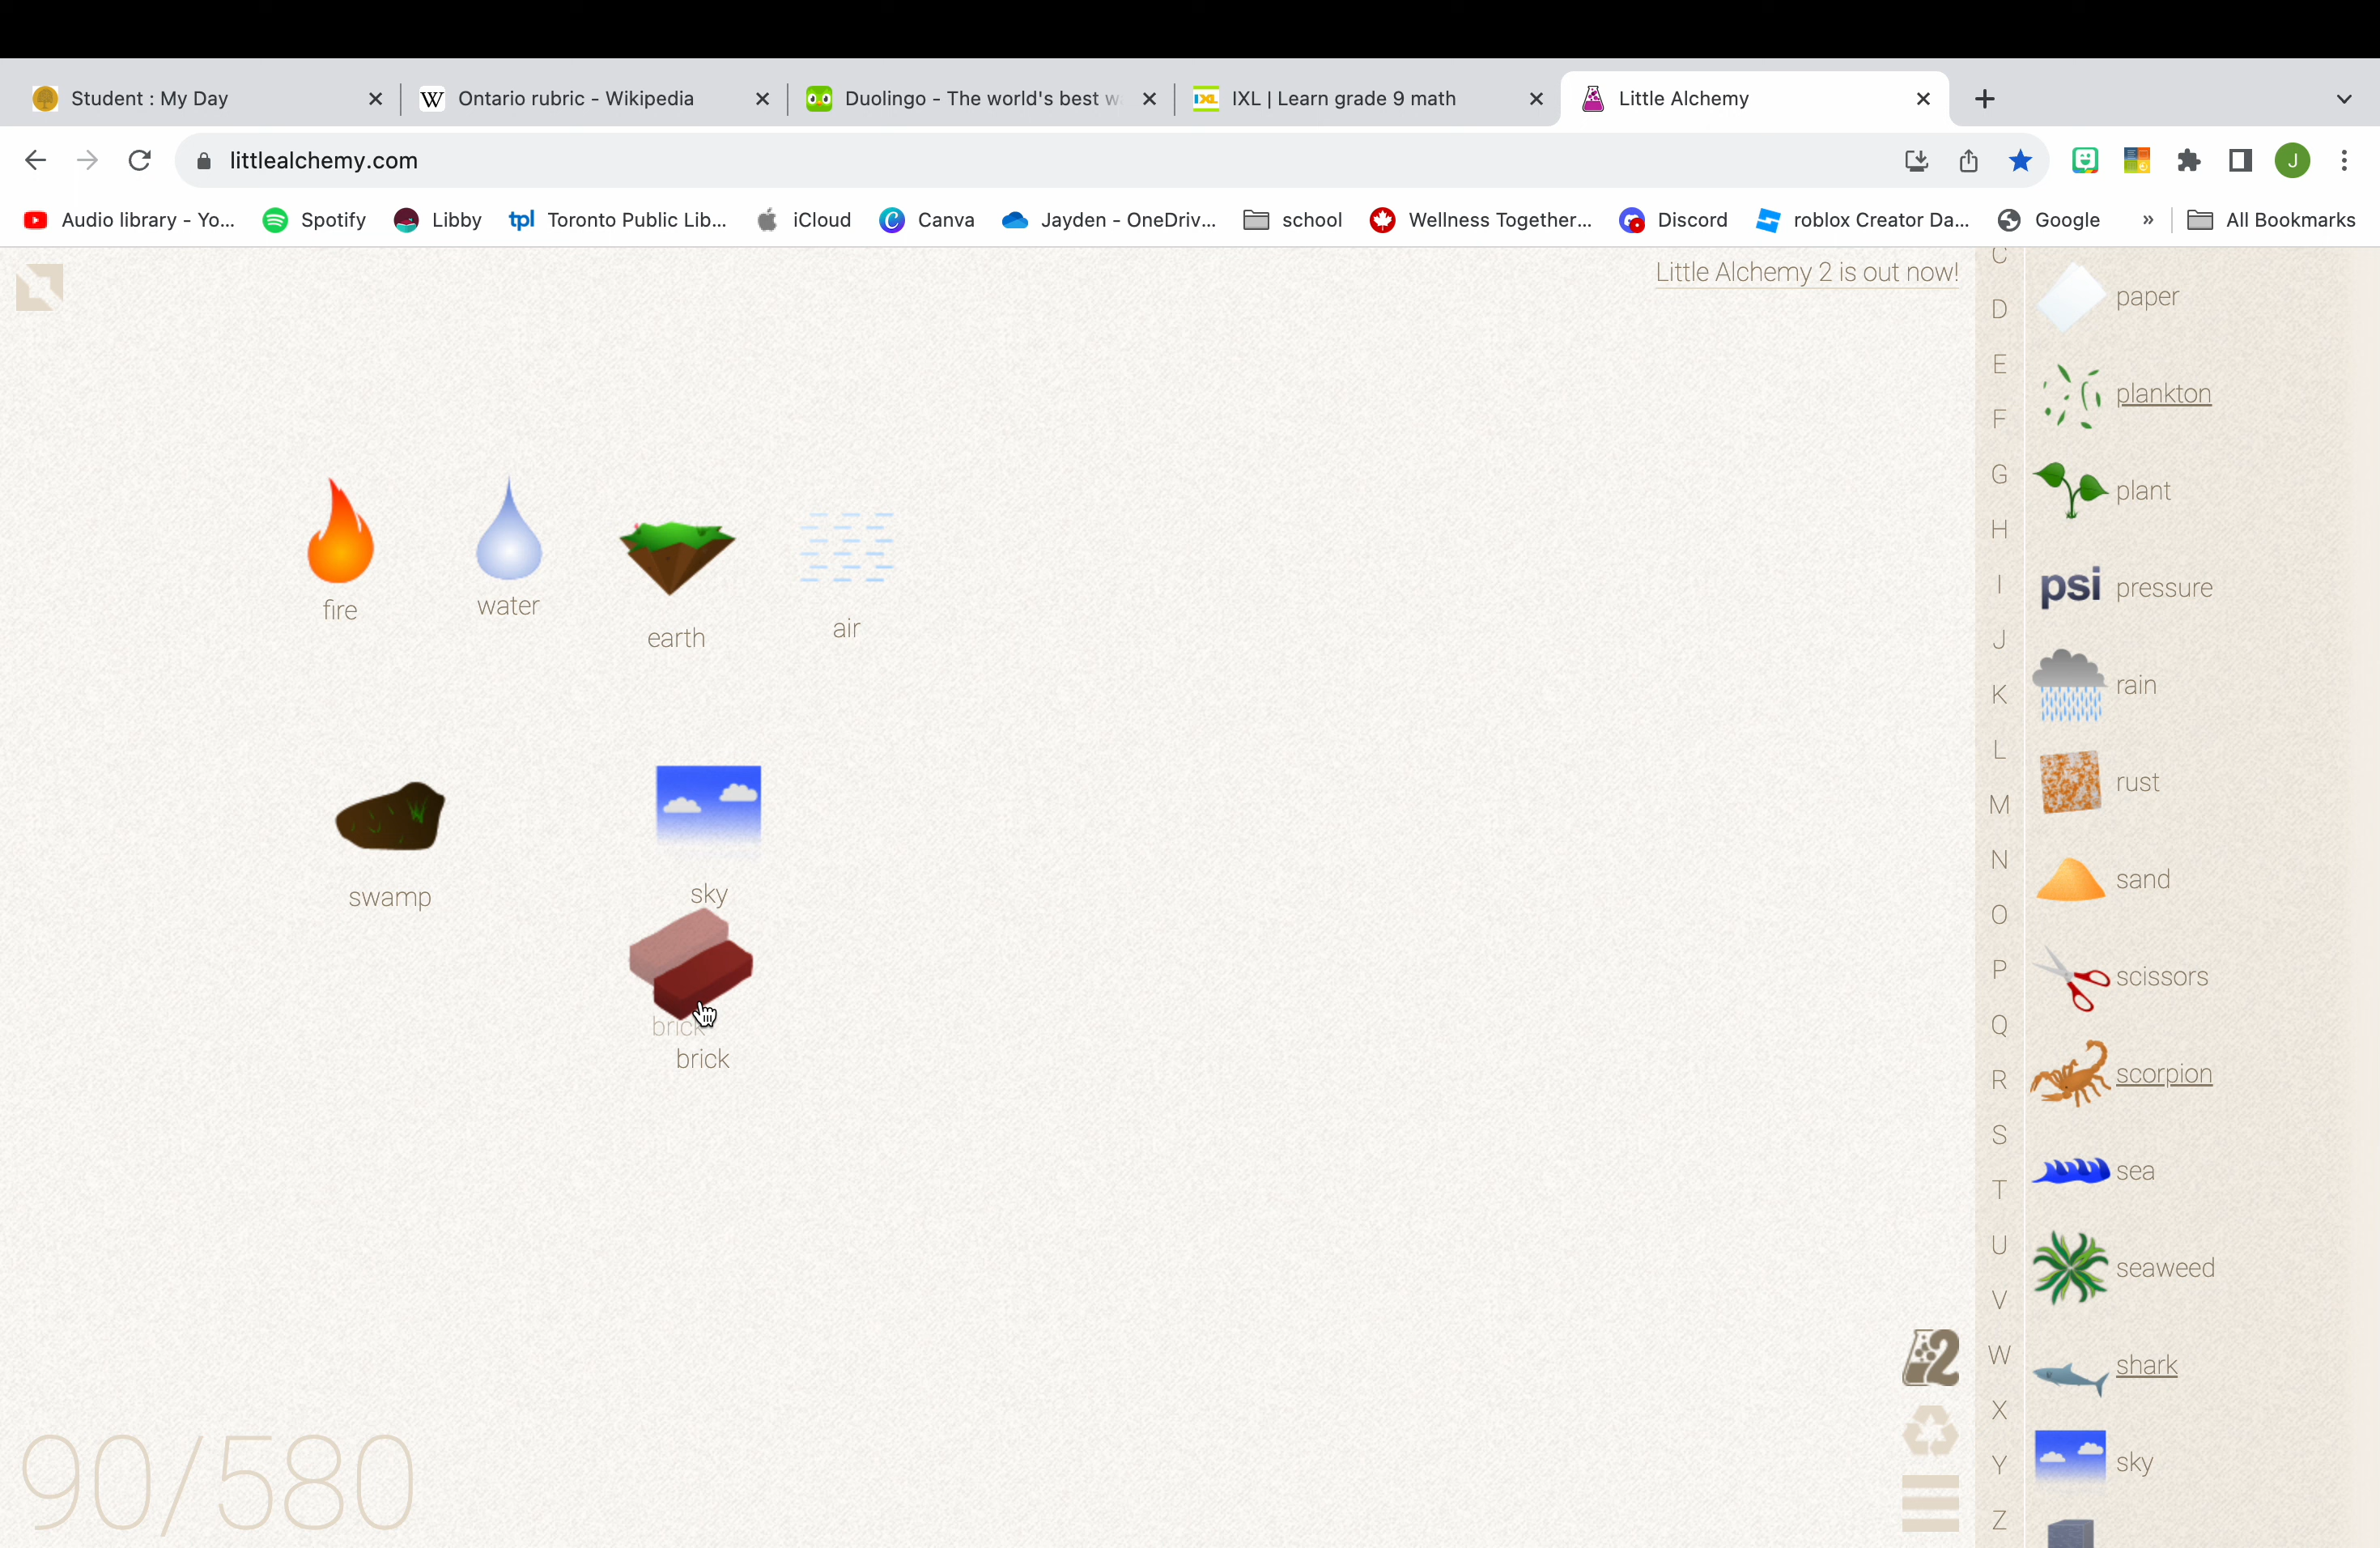 Student : My Day
Ontario rubric - Wikipedia
Duolingo - The world's best w
IXL | Learn grade 9 math
Little Alchemy
littlealchemy.com
J
Audio library - Yo...
Spotify
Libby
tpl Toronto Public Lib...
iCloud
Canva
Jayden - OneDriv...
school
Wellness Together...
Discord
roblox Creator Da...
Google
»
All Bookmarks
Little Alchemy 2 is out now!
fire
water
earth
air
swamp
sky
brick
brick
90/580
2
C
D
E
F
G
H
I
J
K
L
M
N
O
P
Q
R
S
T
U
V
W
X
Y
Z
paper
plankton
plant
psi pressure
rain
rust
sand
scissors
scorpion
sea
seaweed
shark
sky